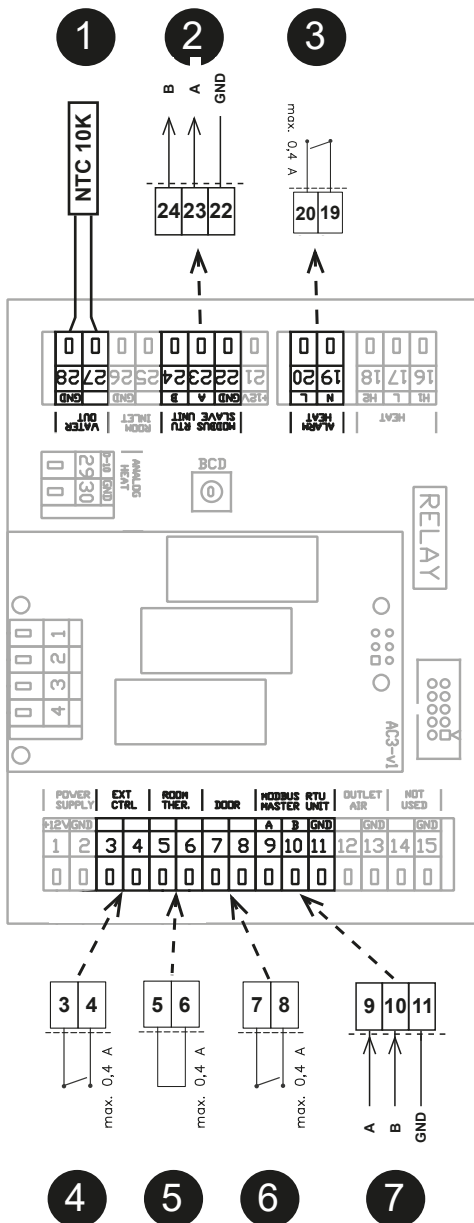 1
2
3
NTC 10K
B
A
GND
max. 0,4 A
24 23 22
20 19
28 27 26 25 24 23 22 21
20 19 18 17 16
GND GND B A GND +12V
L N H2 L H1
VATER
OUT
ROOM
INLET
MODBUS RTU
SLAVE UNIT
ALARM
HEAT
HEAT
29 30
0-10 GND
ANALOG
HEAT
BCD
RELAY
1
2
3
4
AC3-v1
POWER
SUPPLY
EXT
CTRL
ROOM
THER.
DOOR
MODBUS RTU
MASTER UNIT
OUTLET
AIR
NOT
USED
+12V GND A B GND GND GND
1 2 3 4 5 6 7 8 9 10 11 12 13 14 15
3 4
5 6
7 8
9 10 11
max. 0,4 A
max. 0,4 A
max. 0,4 A
A
B
GND
4
5
6
7